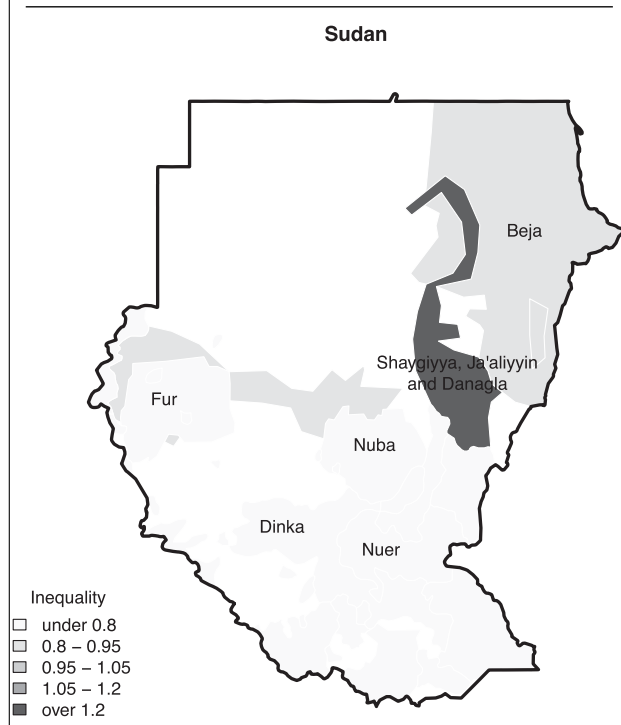 Sudan
Beja
Shaygiyya, Ja'aliyyin
and Danagla
Fur
Nuba
Dinka
Nuer
Inequality
under 0.8
0.8 – 0.95
0.95 – 1.05
1.05 – 1.2
over 1.2